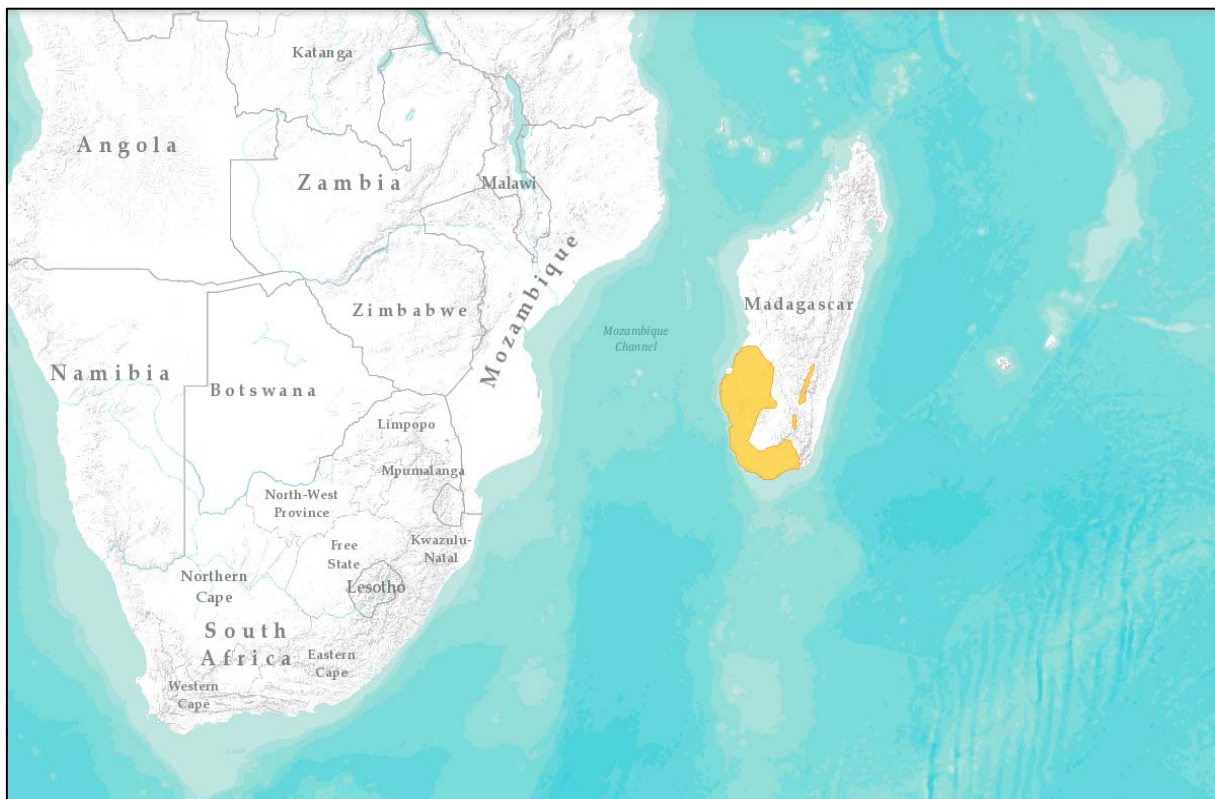 Katanga
Angola
Zambia
Malawi
Mozambique
Zimbabwe
Madagascar
Mozambique
Channel
Namibia
Botswana
Limpopo
Mpumalanga
North-West
Province
Free
State
Kwazulu-
Natal
Northern
Cape
Lesotho
South
Africa
Eastern
Cape
Western
Cape